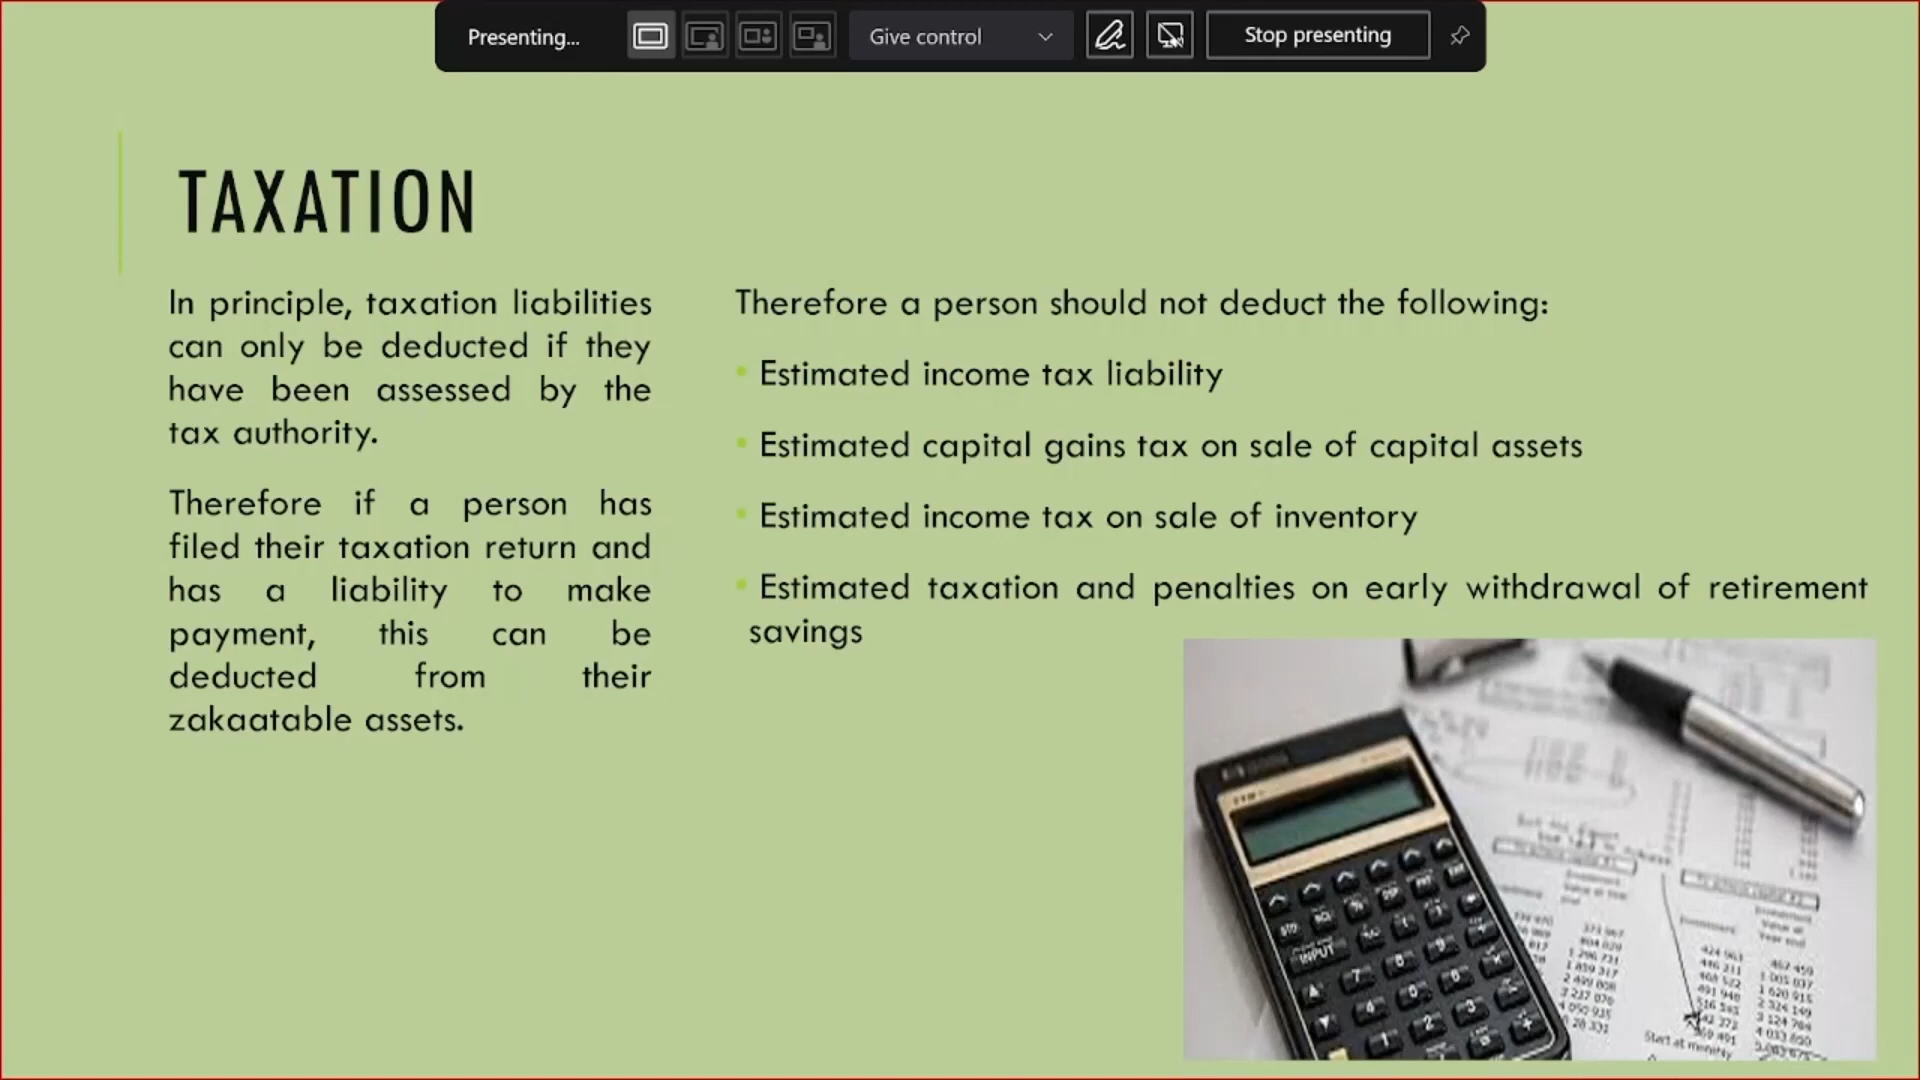 Presenting...
Give control
Stop presenting
TAXATION
In principle, taxation liabilities
can only be deducted if they
have been assessed by the
tax authority.
Therefore if a person has
filed their taxation return and
has a liability to make
payment, this can be
deducted from their
zakaatable assets.
Therefore a person should not deduct the following:
• Estimated income tax liability
• Estimated capital gains tax on sale of capital assets
• Estimated income tax on sale of inventory
• Estimated taxation and penalties on early withdrawal of retirement
savings
INPUT
Start at monthly